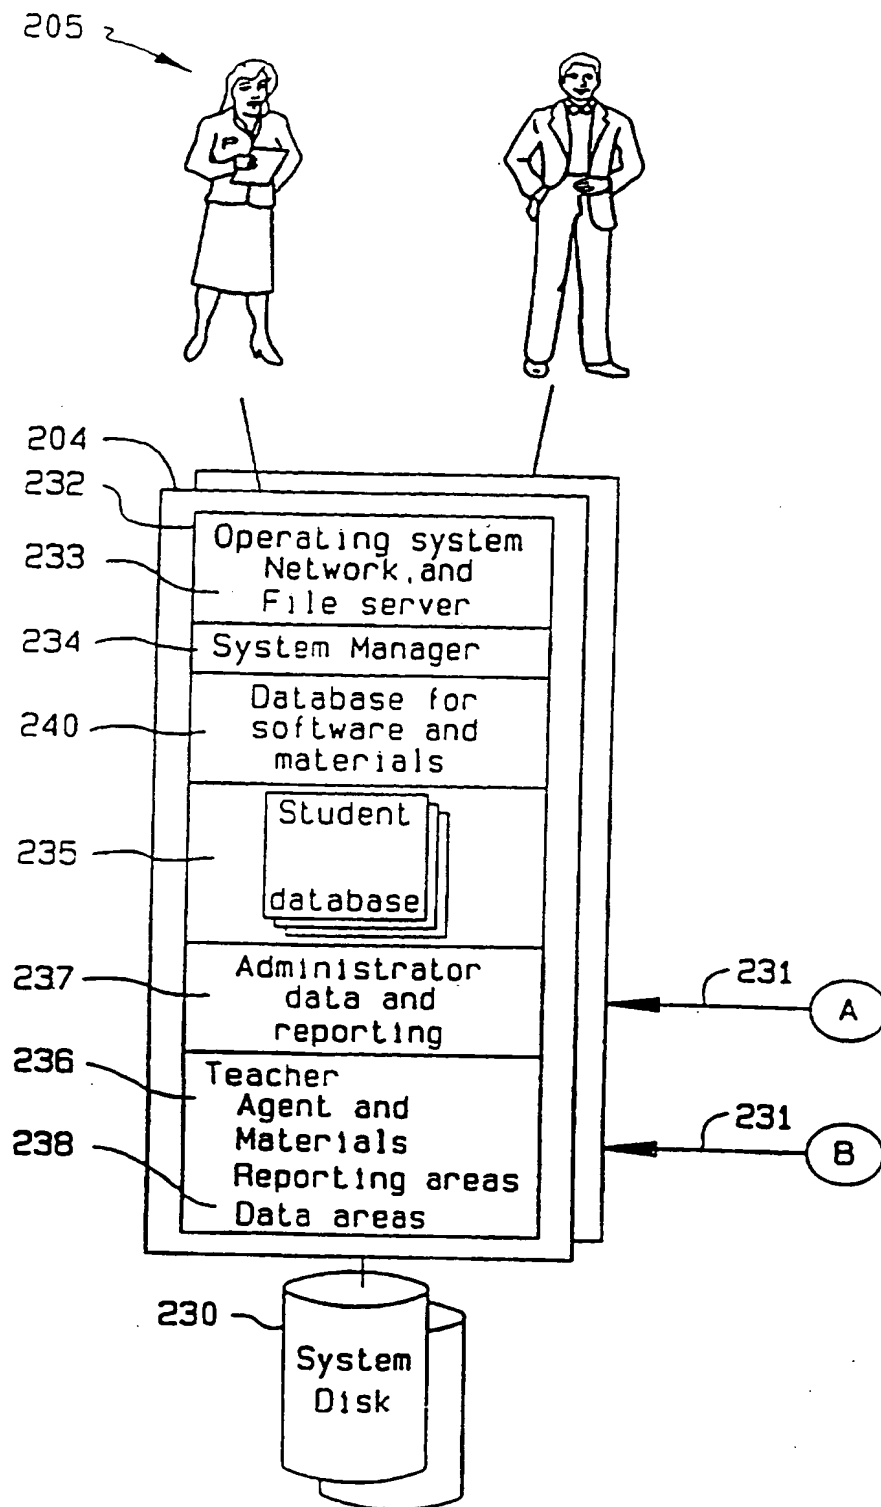 205
204
232
Operating system
Network, and
File server
233
234
System Manager
240
Database for
software and
materials
235
Student
database
237
Administrator
data and
reporting
231
A
236
Teacher
Agent and
Materials
Reporting areas
238
Data areas
231
B
230
System
Disk